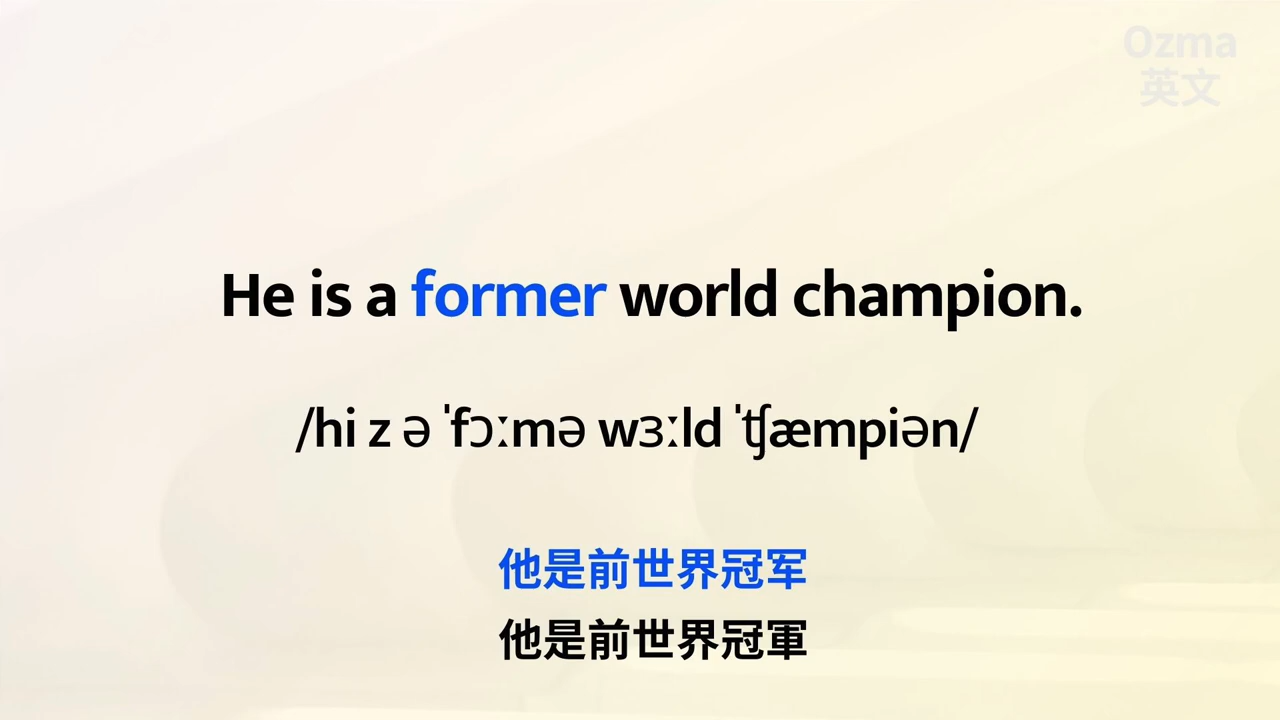 Ozma
英文
He is a former world champion.
/hi z ə ˈfɔːmə wɜːld ˈʧæmpiən/
他是前世界冠军
他是前世界冠軍